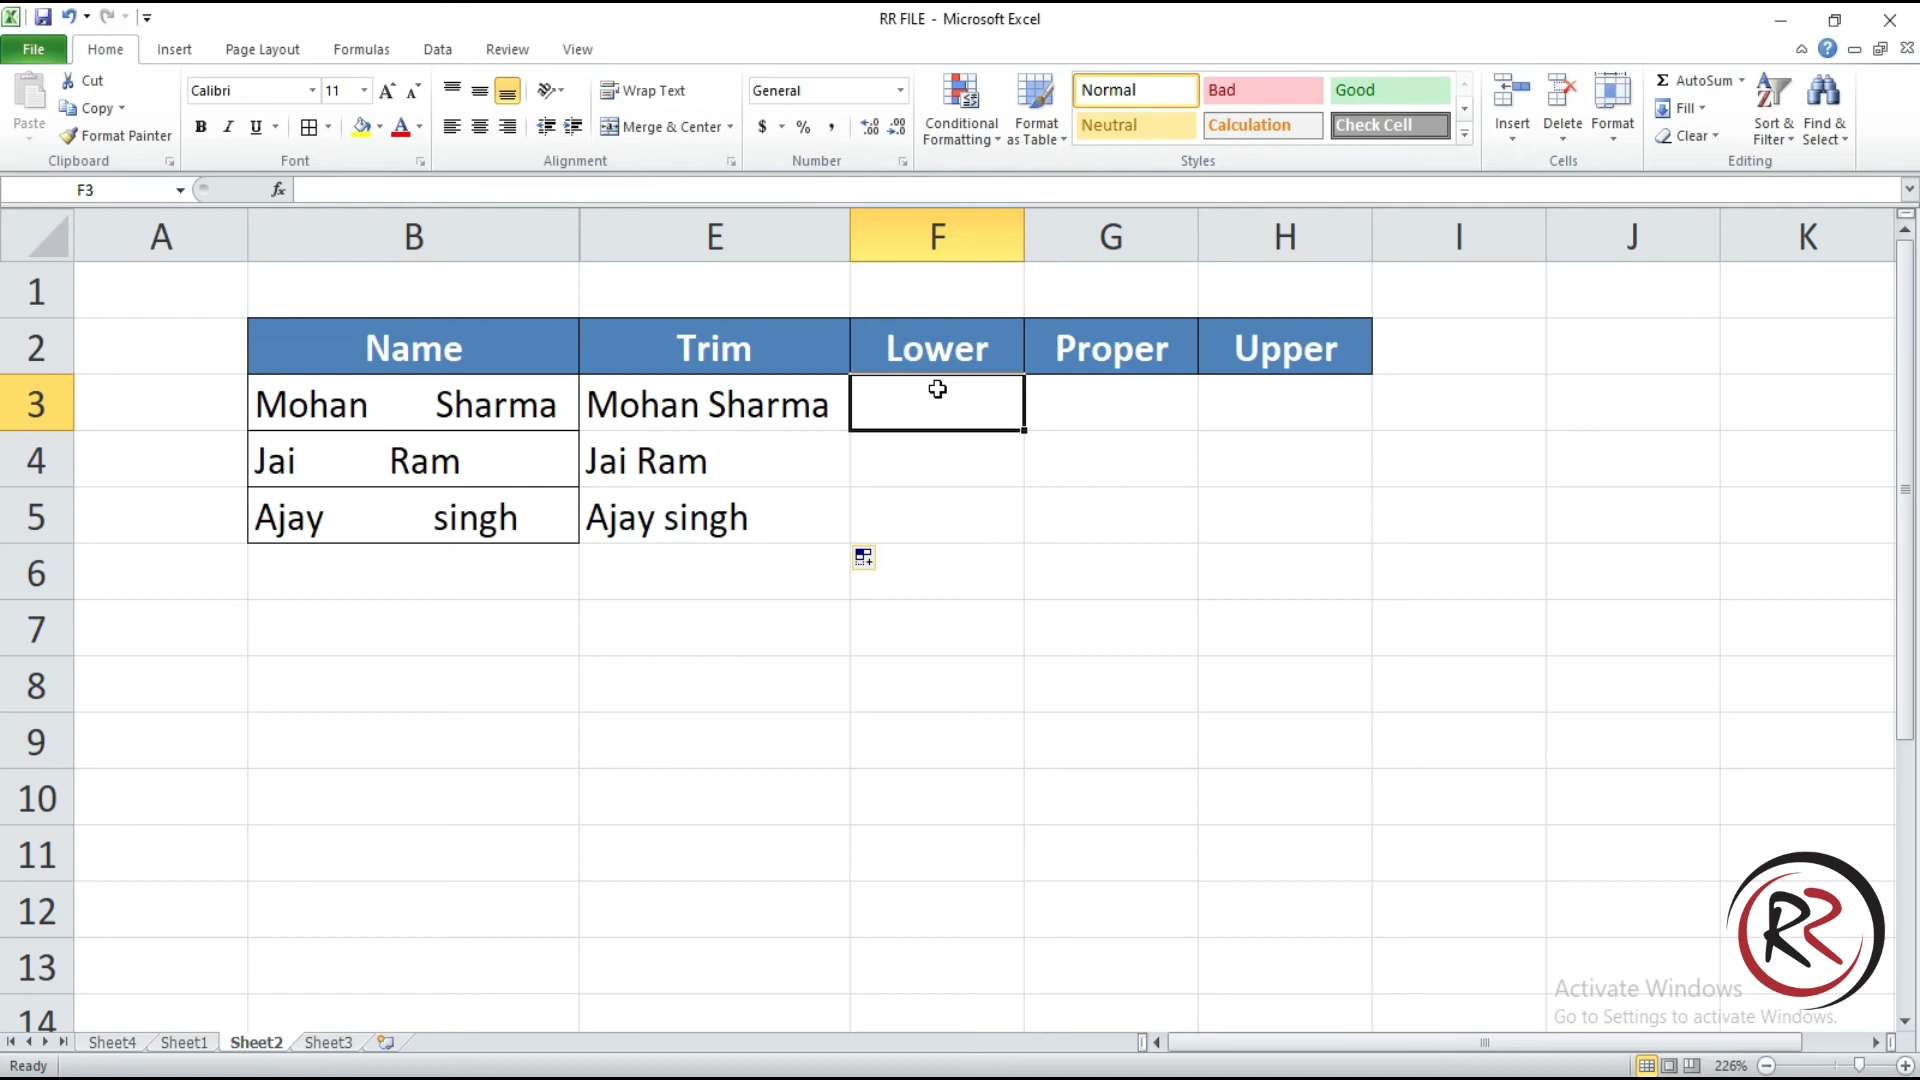 RR FILE - Microsoft Excel
File Home Insert Page Layout Formulas Data Review View
Paste
Cut
Copy
Format Painter
Clipboard
Calibri 11
B I U
Font
Wrap Text
Merge & Center
Alignment
General
$ % ,
Number
Conditional Formatting
Format as Table
Normal Bad Good
Neutral Calculation Check Cell
Styles
Insert Delete Format
Cells
Σ AutoSum
Fill
Clear
Sort & Filter
Find & Select
Editing
F3 fx
A B E F G H I J K
1
2 Name Trim Lower Proper Upper
3 Mohan Sharma Mohan Sharma
4 Jai Ram Jai Ram
5 Ajay singh Ajay singh
6
7
8
9
10
11
12
13
14
RR
Activate Windows
Go to Settings to activate Windows.
Sheet4 Sheet1 Sheet2 Sheet3
Ready 226%